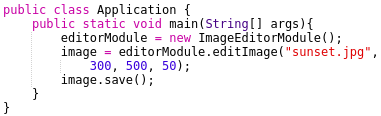 public class Application {
    public static void main(String[] args){
        editorModule = new ImageEditorModule();
        image = editorModule.editImage("sunset.jpg",
            300, 500, 50);
        image.save();
    }
}